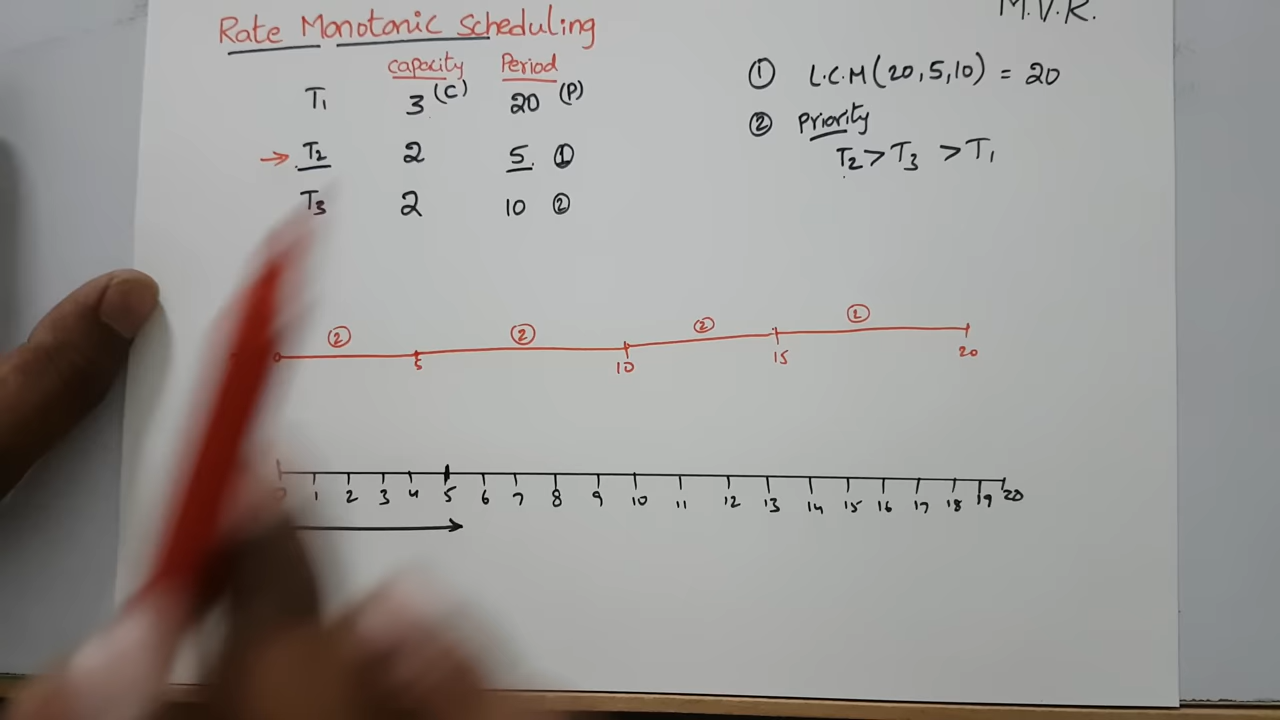 M.V.R.
Rate Monotonic Scheduling
capacity Period
T1 3 (C) 20 (P)
T2 2 5 ①
T3 2 10 ②
① L.C.M(20,5,10) = 20
② Priority
T2 > T3 > T1
② ② ② ②
5 10 15 20
0 1 2 3 4 5 6 7 8 9 10 11 12 13 14 15 16 17 18 19 20